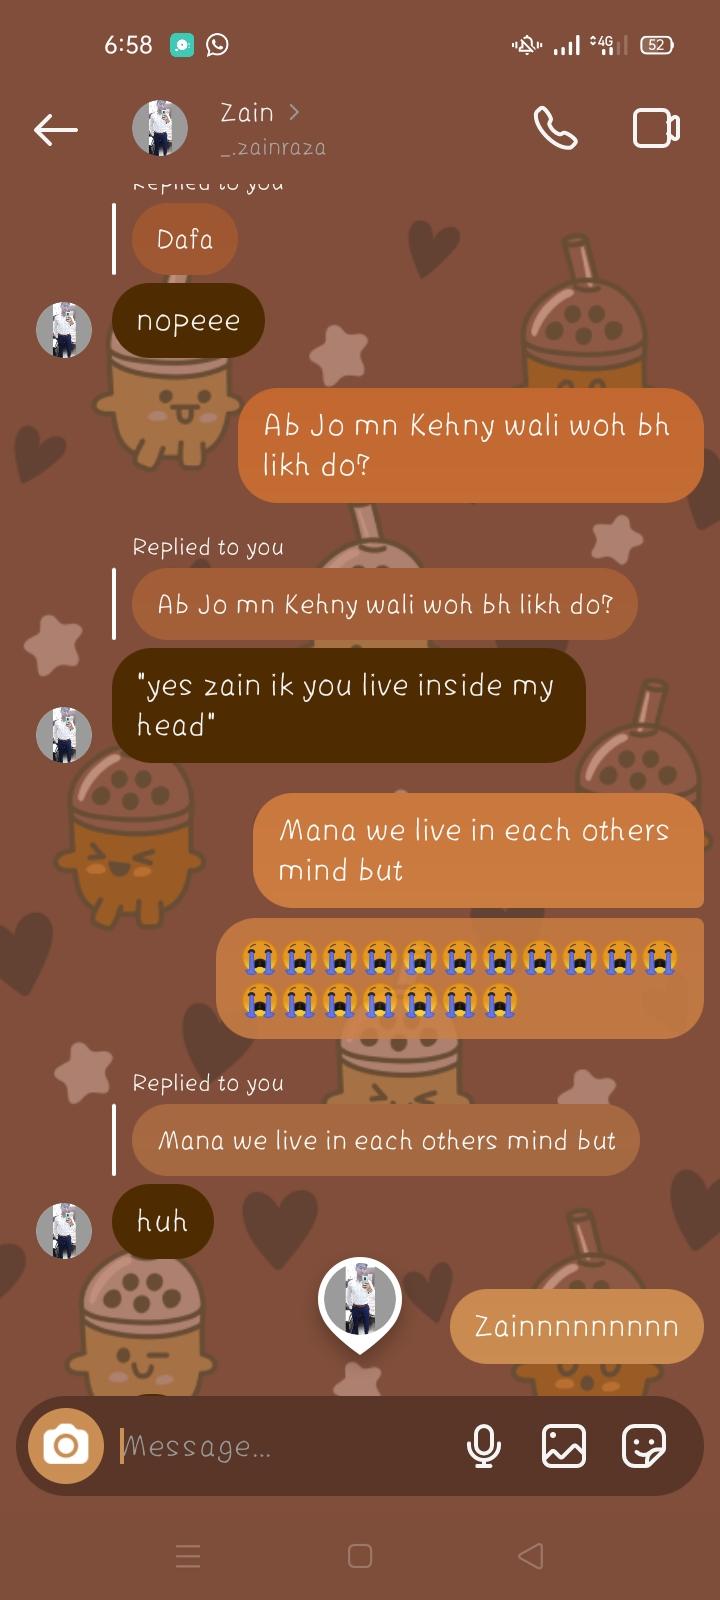 6:58
4G
52
Zain
_.zainraza
Replied to you
Dafa
nopeee
Ab Jo mn Kehny wali woh bh
likh do?
Replied to you
Ab Jo mn Kehny wali woh bh likh do?
"yes zain ik you live inside my
head"
Mana we live in each others
mind but
😭😭😭😭😭😭😭😭😭😭😭
😭😭😭😭😭😭😭
Replied to you
Mana we live in each others mind but
huh
Zainnnnnnnnnn
Message...